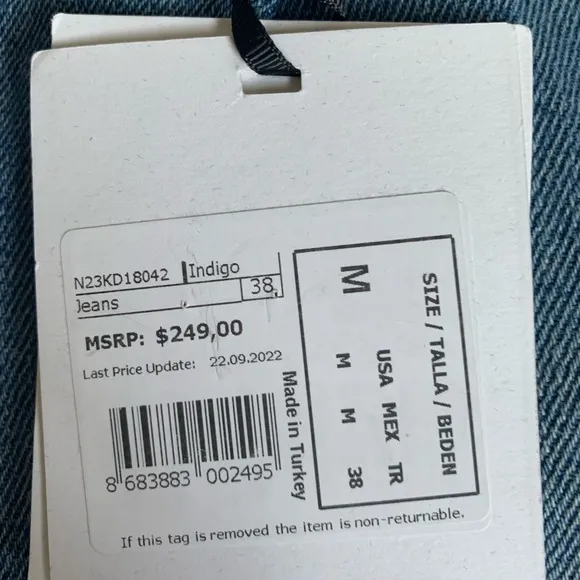 N23KD18042 Indigo
Jeans 38
MSRP: $249,00
Last Price Update: 22.09.2022
8 683883 002495
Made in Turkey
SIZE / TALLA / BEDEN
USA MEX TR
M M 38
M
If this tag is removed the item is non-returnable.